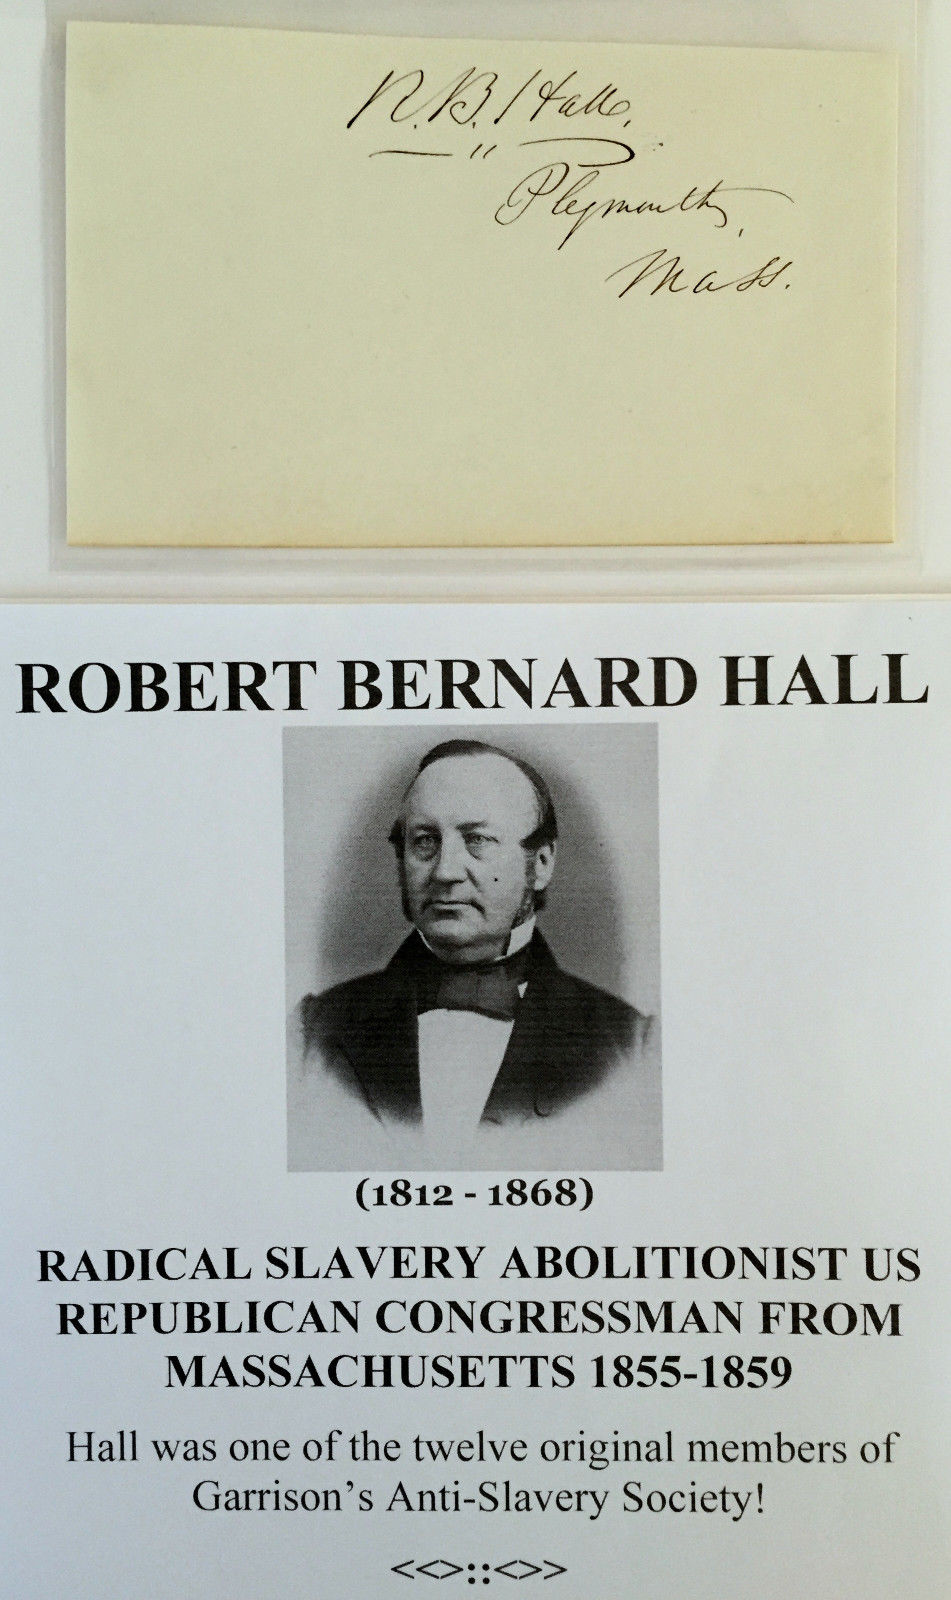 R. B. Hall.
Plymouth,
Mass.
ROBERT BERNARD HALL
(1812 - 1868)
RADICAL SLAVERY ABOLITIONIST US
REPUBLICAN CONGRESSMAN FROM
MASSACHUSETTS 1855-1859
Hall was one of the twelve original members of
Garrison's Anti-Slavery Society!
<<>::<>>